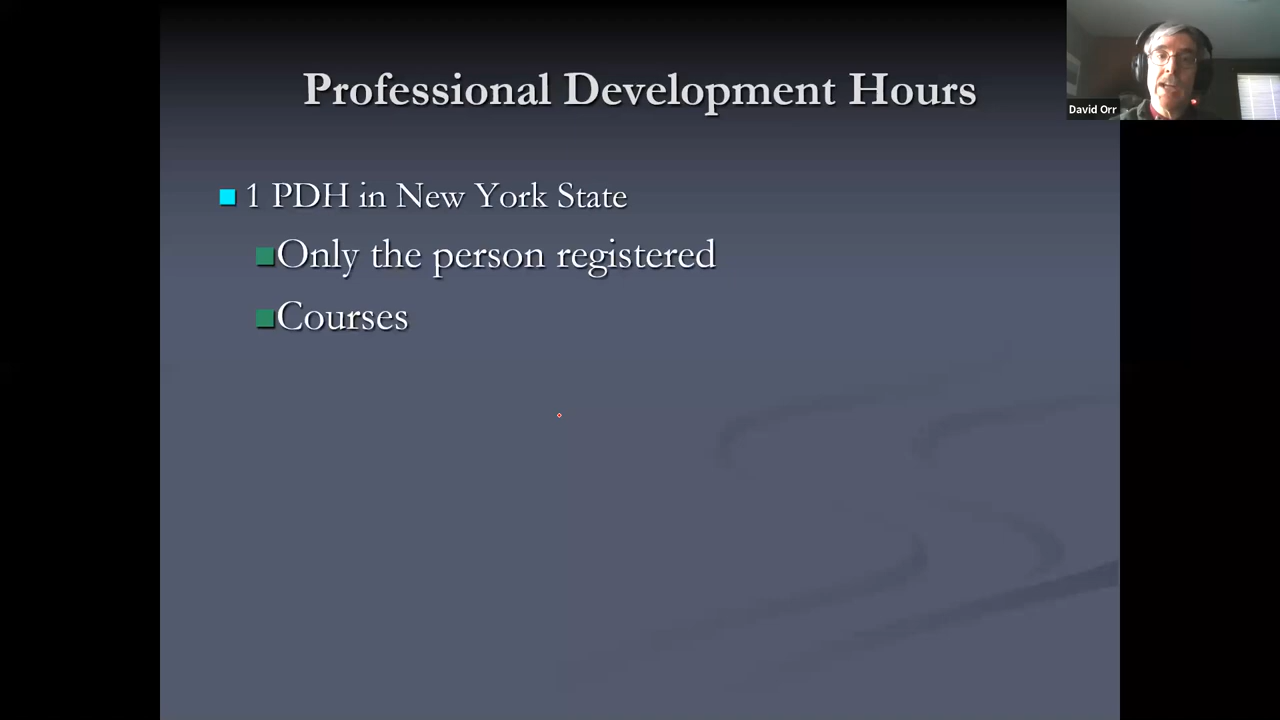 Professional Development Hours
David Orr
1 PDH in New York State
Only the person registered
Courses